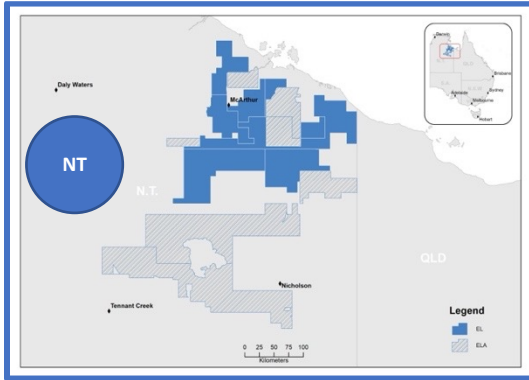 Darwin
Brisbane
Sydney
Adelaide
Melbourne
Hobart
Daly Waters
McArthur
NT
N.T.
QLD
Nicholson
Tennant Creek
Legend
EL
ELA
0 25 50 75 100
Kilometers